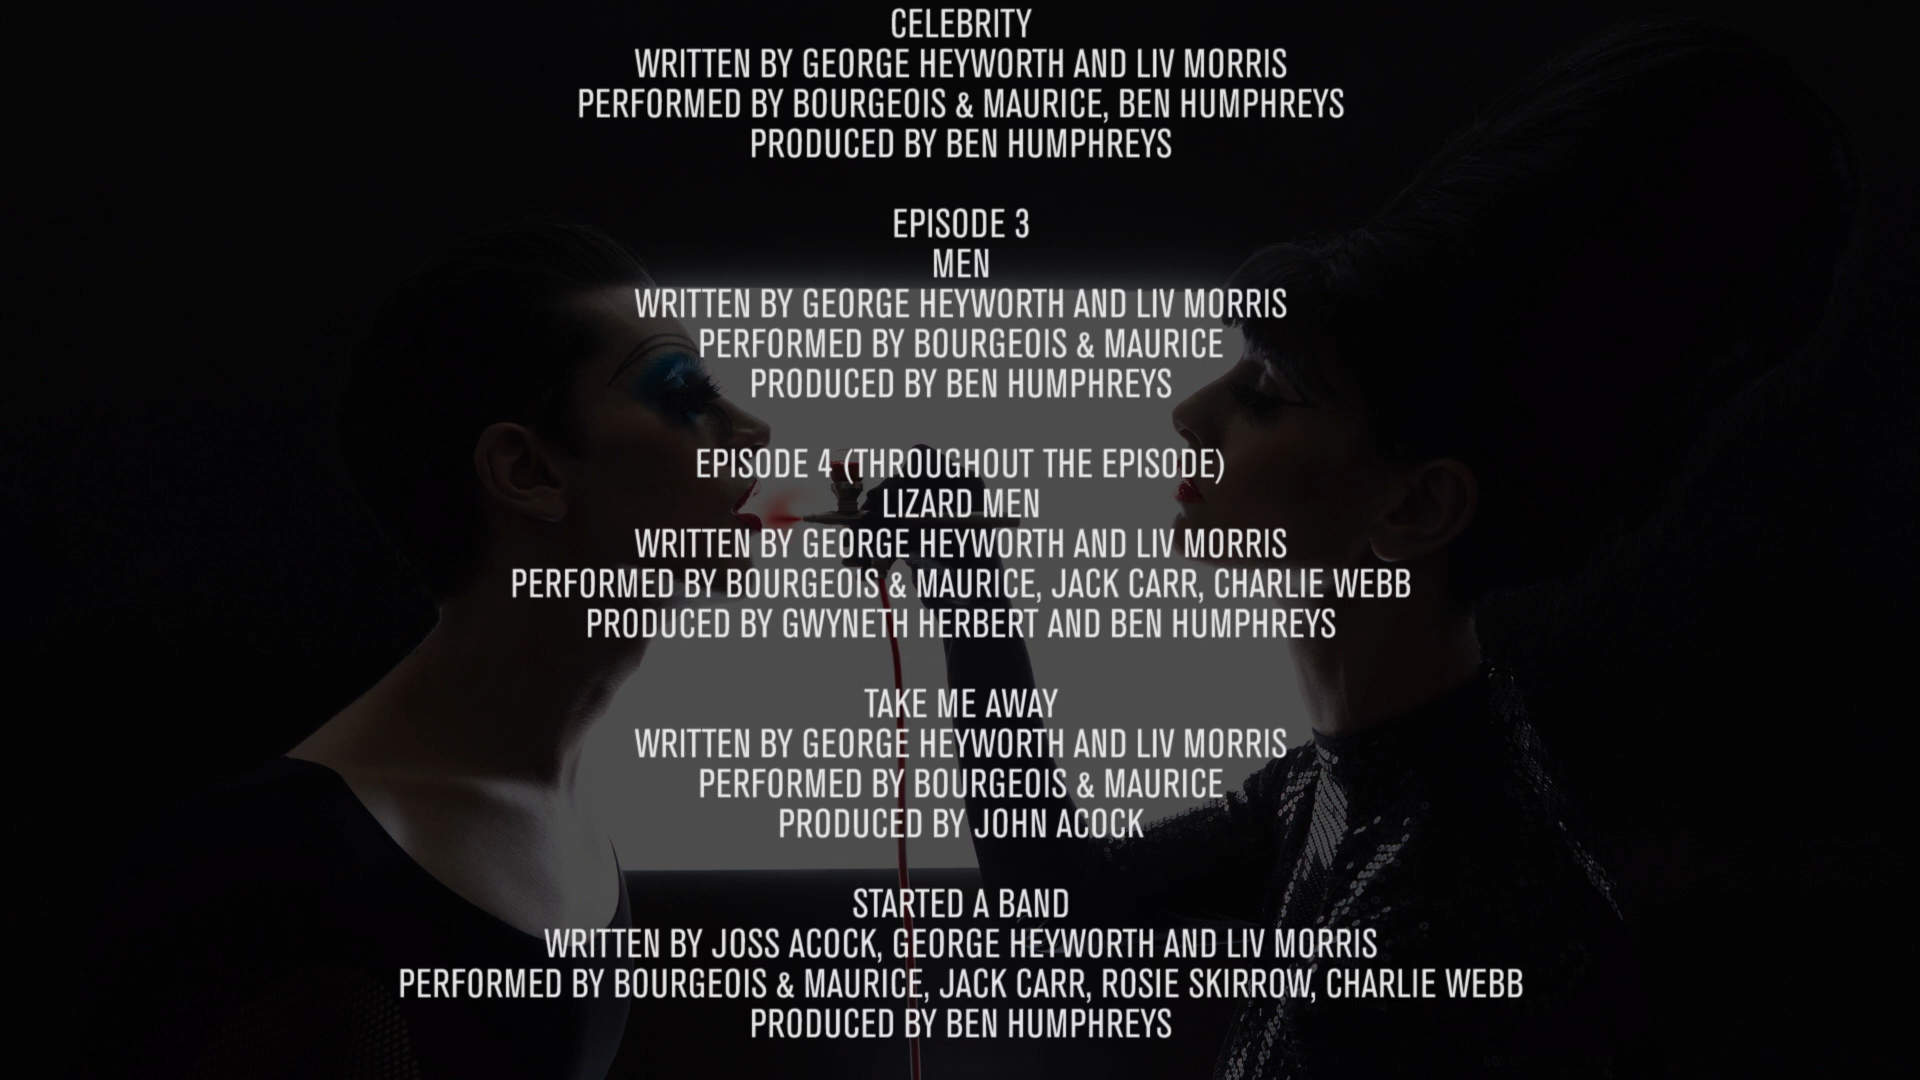 CELEBRITY
WRITTEN BY GEORGE HEYWORTH AND LIV MORRIS
PERFORMED BY BOURGEOIS & MAURICE, BEN HUMPHREYS
PRODUCED BY BEN HUMPHREYS
EPISODE 3
MEN
WRITTEN BY GEORGE HEYWORTH AND LIV MORRIS
PERFORMED BY BOURGEOIS & MAURICE
PRODUCED BY BEN HUMPHREYS
EPISODE 4 (THROUGHOUT THE EPISODE)
LIZARD MEN
WRITTEN BY GEORGE HEYWORTH AND LIV MORRIS
PERFORMED BY BOURGEOIS & MAURICE, JACK CARR, CHARLIE WEBB
PRODUCED BY GWYNETH HERBERT AND BEN HUMPHREYS
TAKE ME AWAY
WRITTEN BY GEORGE HEYWORTH AND LIV MORRIS
PERFORMED BY BOURGEOIS & MAURICE
PRODUCED BY JOHN ACOCK
STARTED A BAND
WRITTEN BY JOSS ACOCK, GEORGE HEYWORTH AND LIV MORRIS
PERFORMED BY BOURGEOIS & MAURICE, JACK CARR, ROSIE SKIRROW, CHARLIE WEBB
PRODUCED BY BEN HUMPHREYS